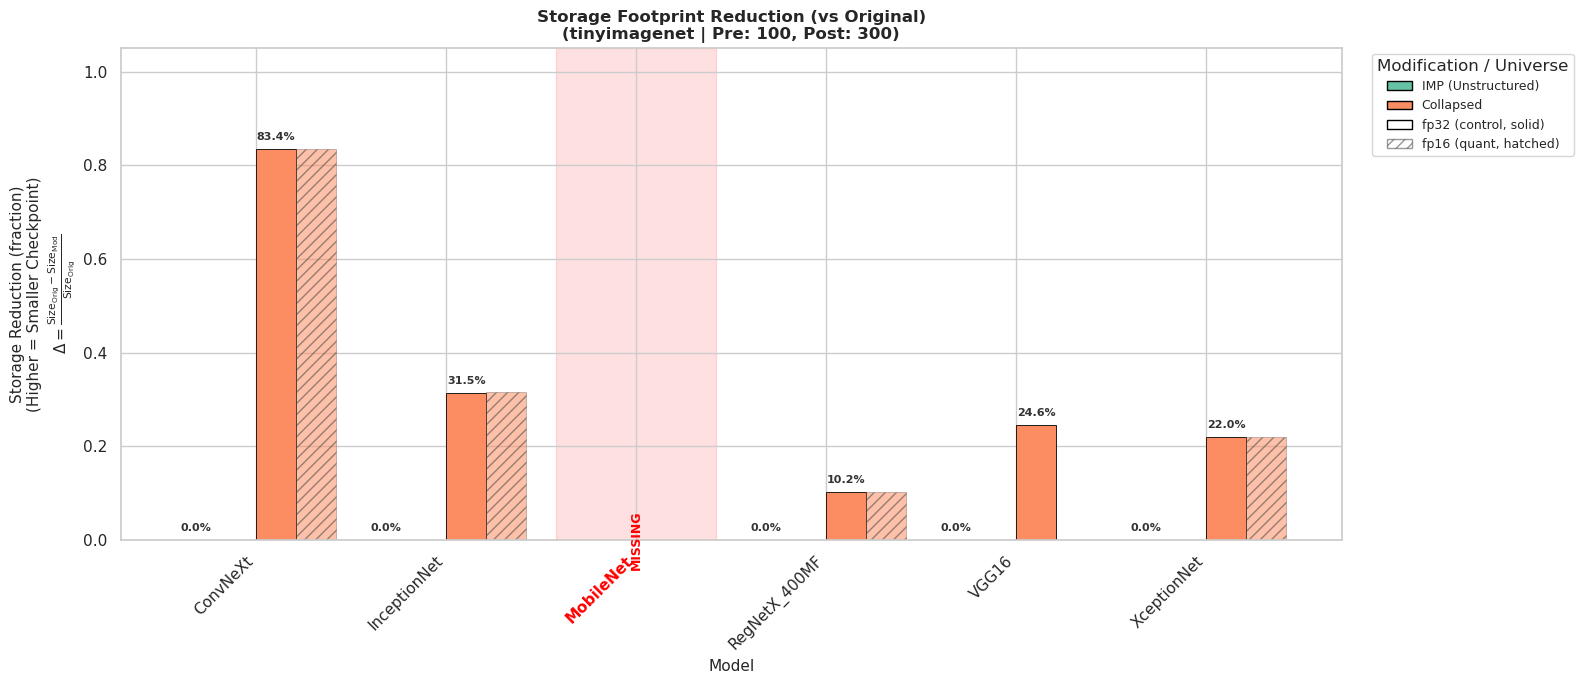 Storage Footprint Reduction (vs Original)
(tinyimagenet | Pre: 100, Post: 300)
Storage Reduction (fraction)
(Higher = Smaller Checkpoint)
Δ = (Size_Orig − Size_Mod) / Size_Orig
1.0
0.8
0.6
0.4
0.2
0.0
0.0%
83.4%
0.0%
31.5%
MISSING
0.0%
10.2%
0.0%
24.6%
0.0%
22.0%
ConvNeXt
InceptionNet
MobileNet
RegNetX_400MF
VGG16
XceptionNet
Model
Modification / Universe
IMP (Unstructured)
Collapsed
fp32 (control, solid)
fp16 (quant, hatched)